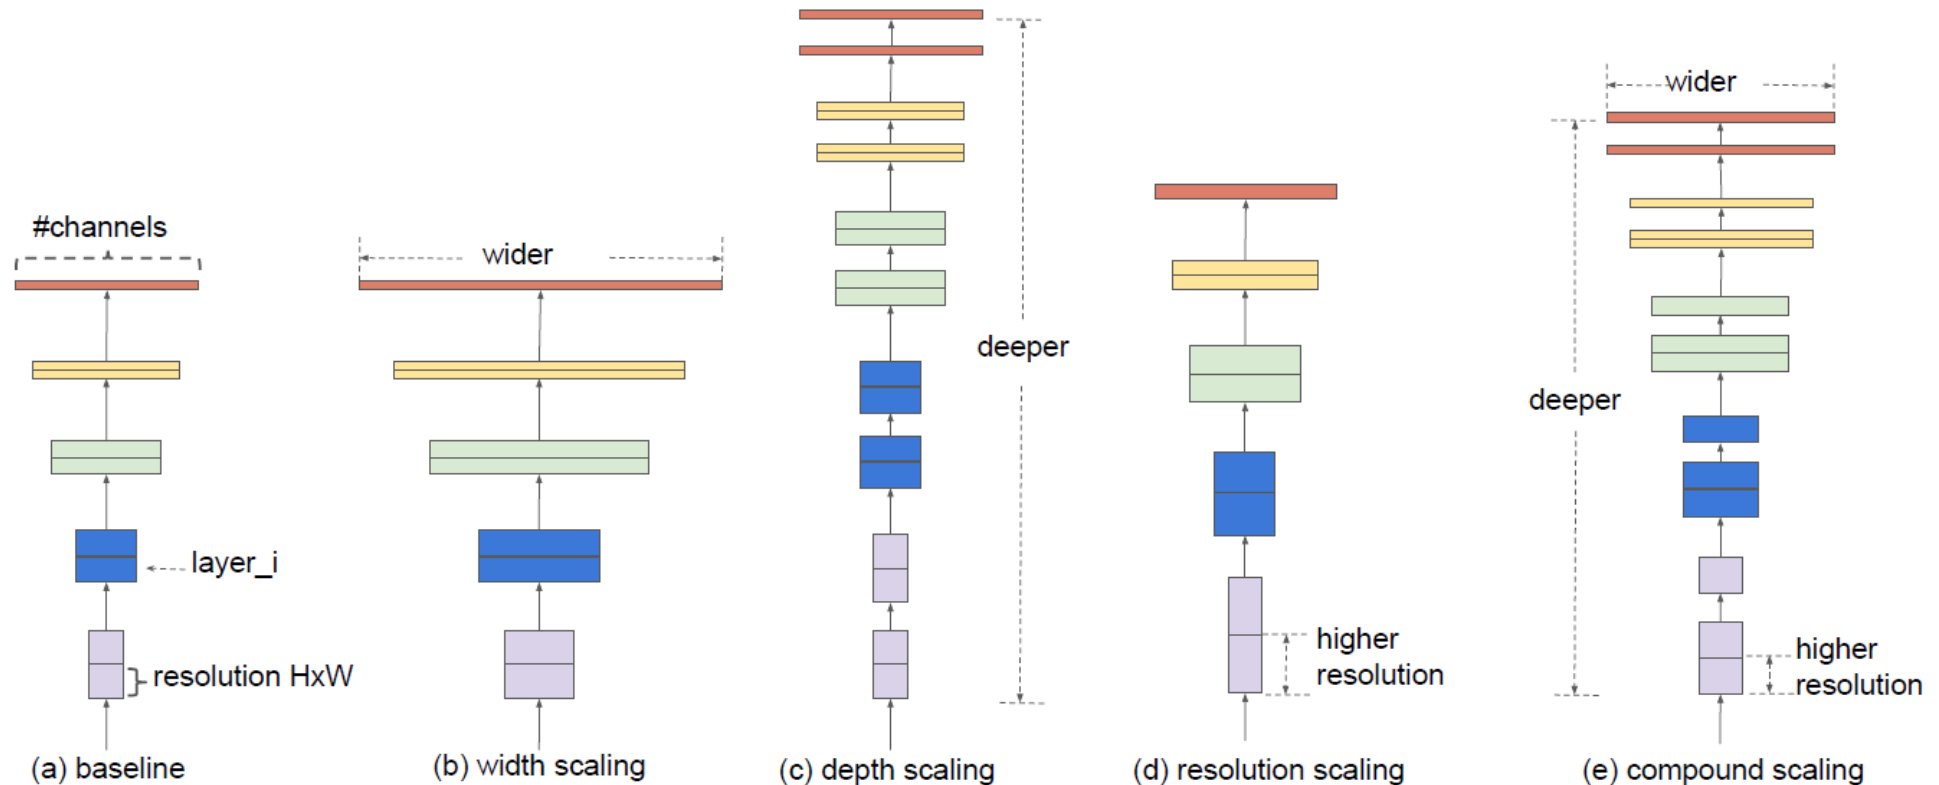 #channels
layer_i
resolution HxW
(a) baseline
wider
(b) width scaling
deeper
(c) depth scaling
higher
resolution
(d) resolution scaling
wider
deeper
higher
resolution
(e) compound scaling